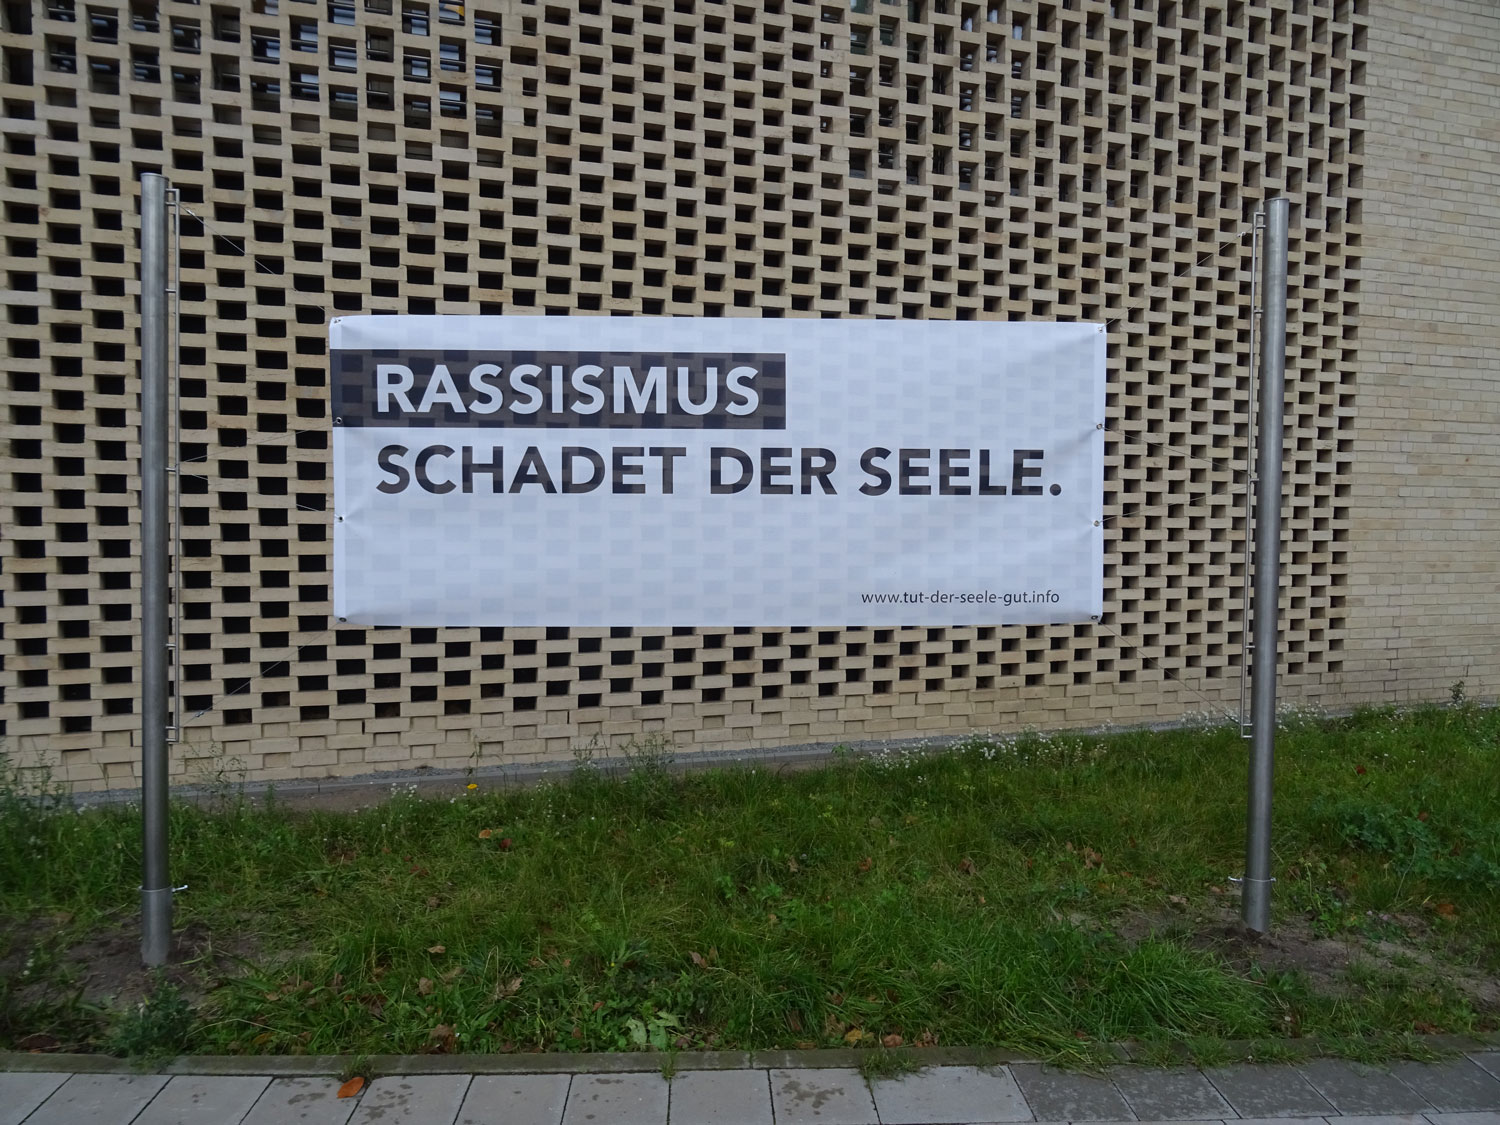 RASSISMUS
SCHADET DER SEELE.
www.tut-der-seele-gut.info